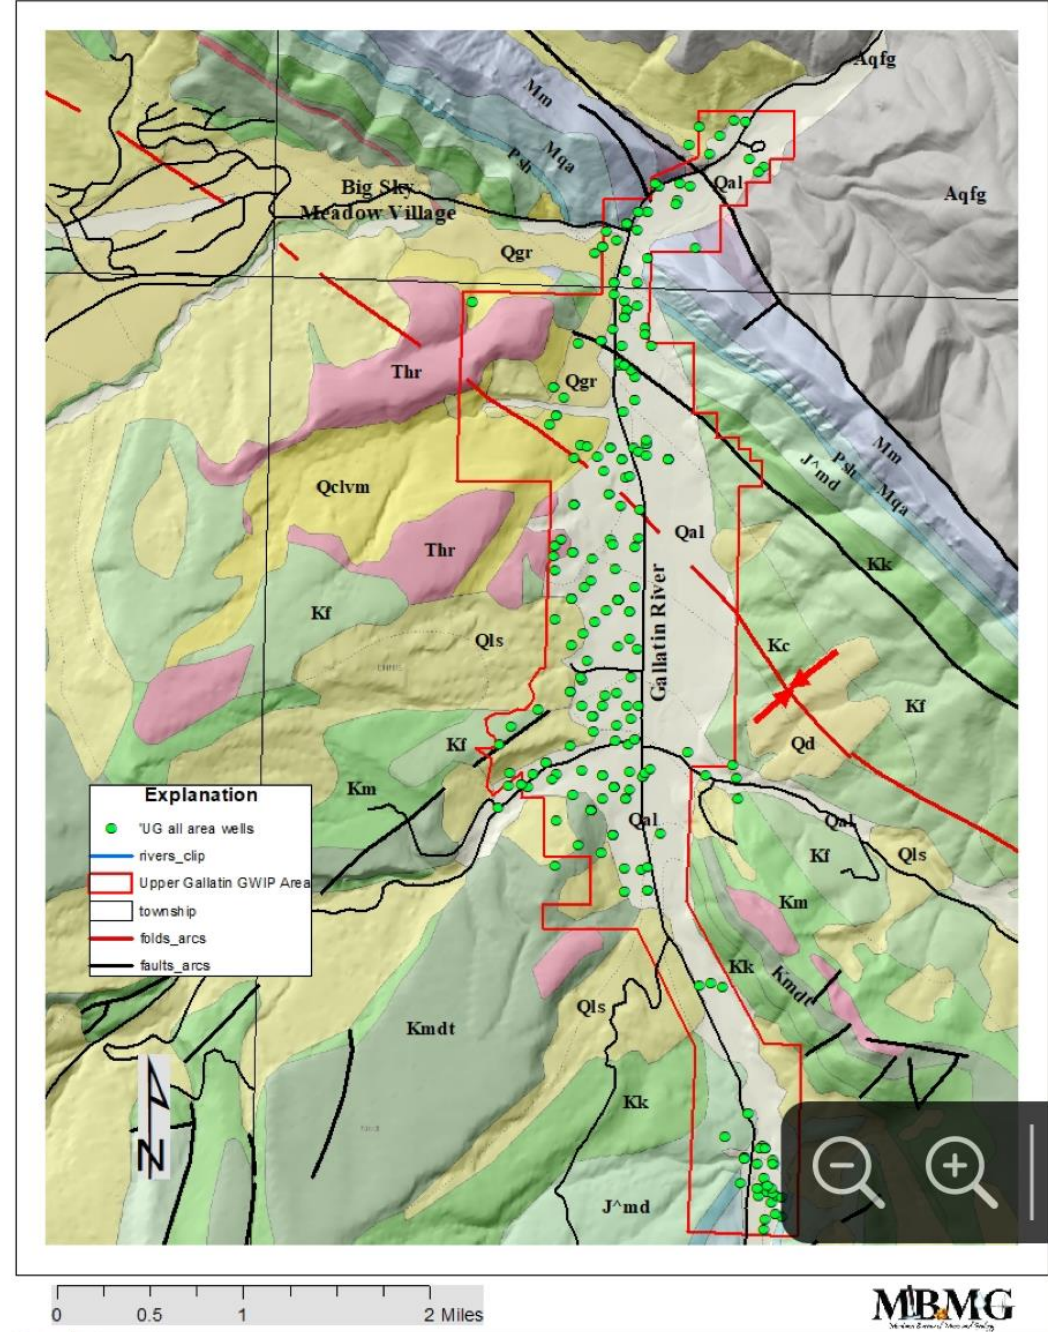 Aqfg
Mm
Mqa
Psh
Qal
Aqfg
Big Sky
Meadow Village
Qgr
Thr
Qgr
Mm
Psh
J^md
Mqa
Qclvm
Qal
Thr
Kk
Kf
Gallatin River
Qls
Kc
Kf
Qd
Kf
Km
Qal
Qal
Kf
Qls
Km
Explanation
'UG all area wells
rivers_clip
Upper Gallatin GWIP Area
township
folds_arcs
faults_arcs
Kk
Kmdt
Qls
Kmdt
Kk
J^md
N
0 0.5 1 2 Miles
MBMG